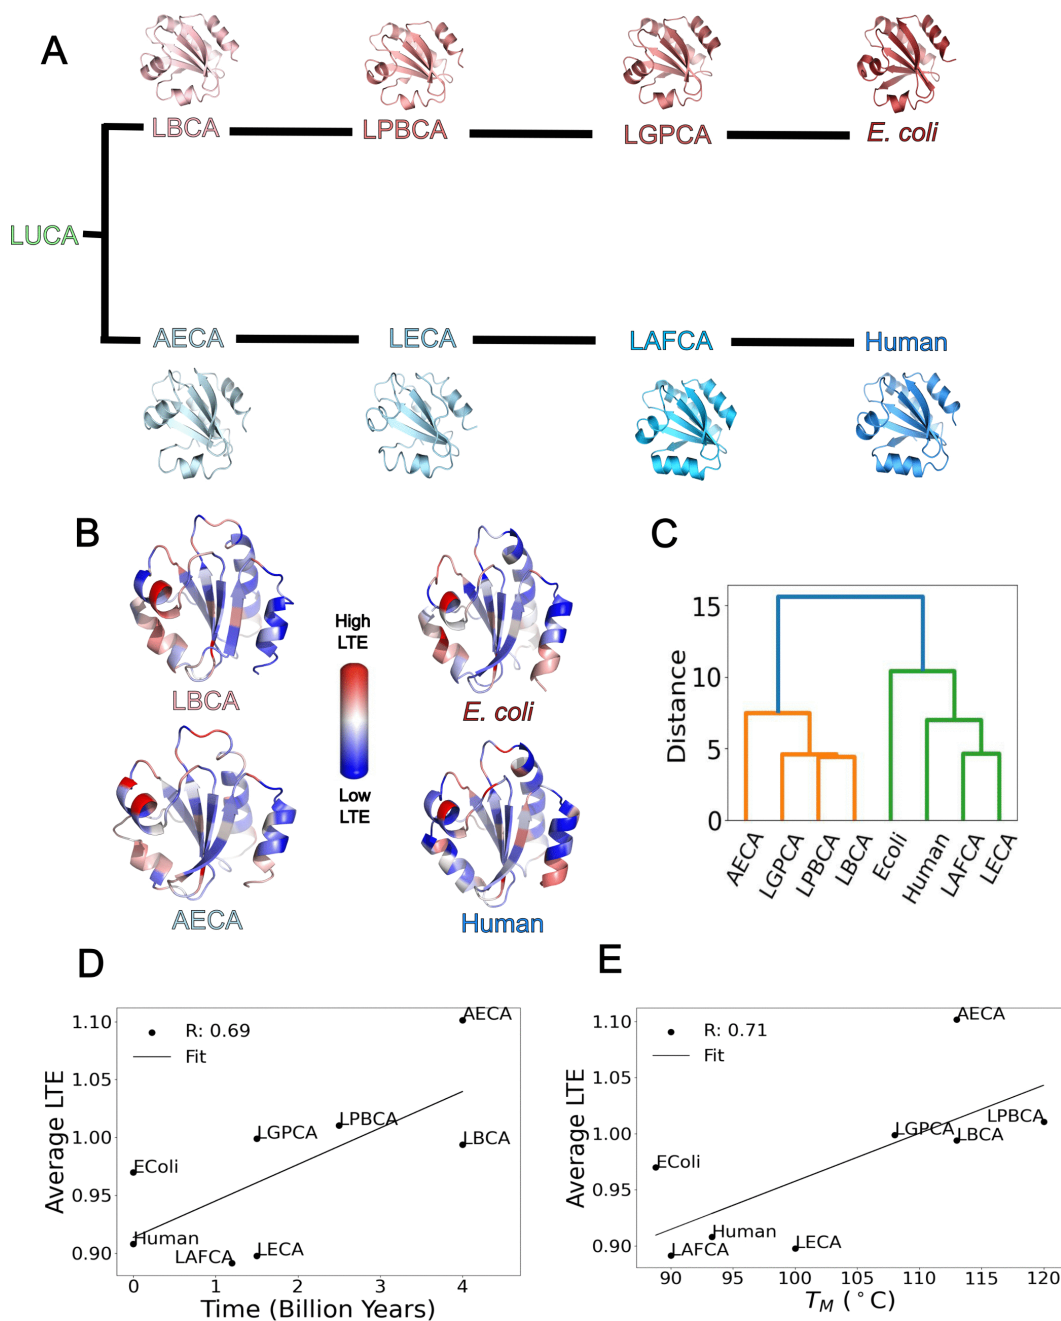 A
LBCA LPBCA LGPCA E. coli
LUCA
AECA LECA LAFCA Human
B
High
LTE
Low
LTE
LBCA
E. coli
AECA
Human
C
Distance
15
10
5
0
AECA
LGPCA
LPBCA
LBCA
Ecoli
Human
LAFCA
LECA
D
Average LTE
1.10
1.05
1.00
0.95
0.90
R: 0.69
Fit
AECA
LPBCA
LGPCA
LBCA
EColi
Human
LAFCA
LECA
0 1 2 3 4
Time (Billion Years)
E
Average LTE
1.10
1.05
1.00
0.95
0.90
R: 0.71
Fit
AECA
LPBCA
LGPCA
LBCA
EColi
Human
LAFCA
LECA
90 95 100 105 110 115 120
T_M (°C)